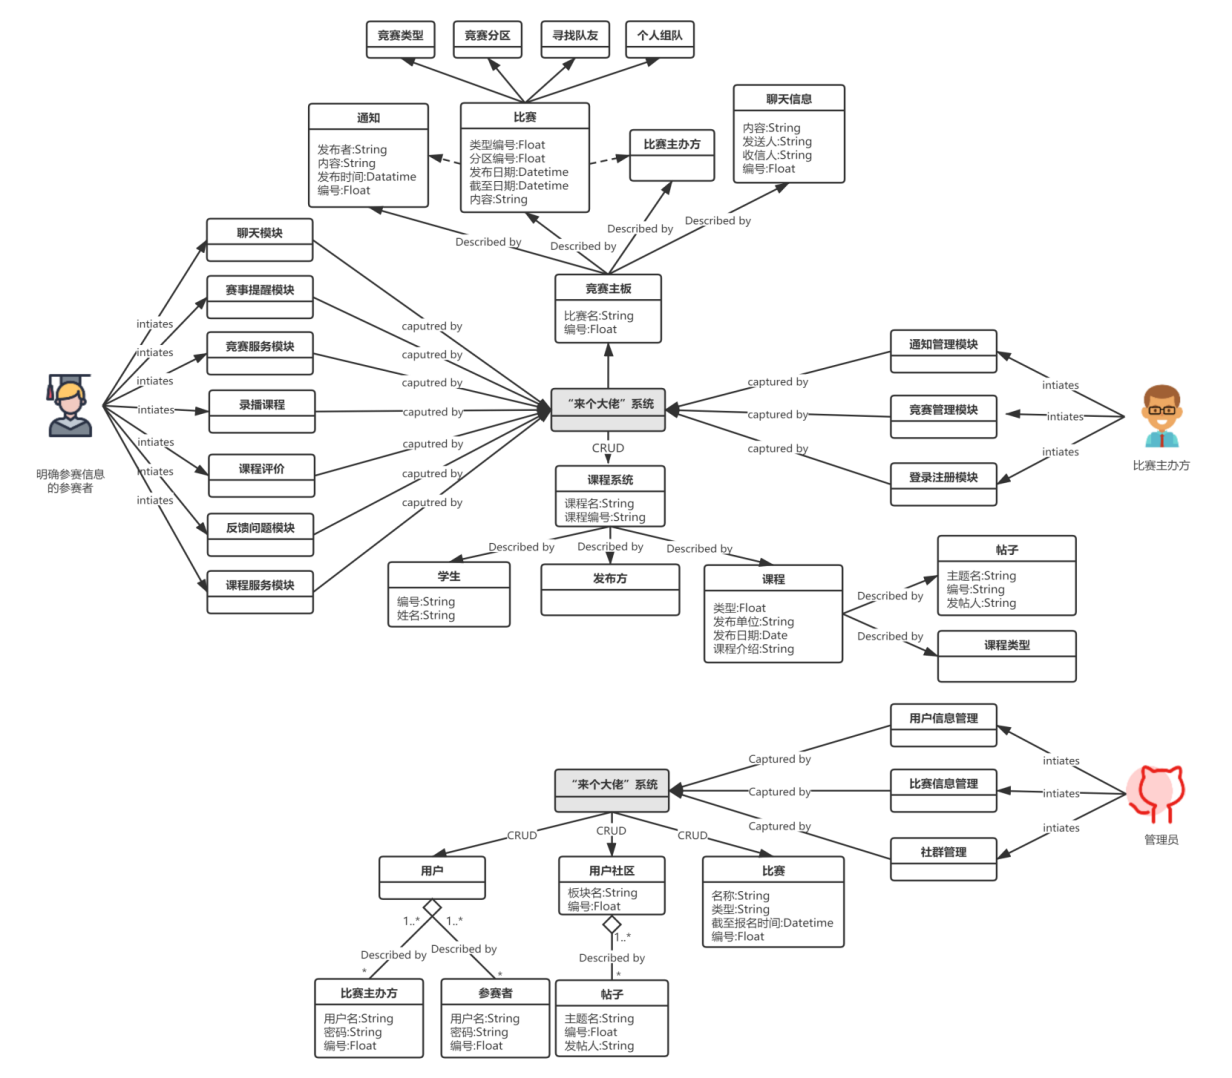 竞赛类型
竞赛分区
寻找队友
个人组队
通知
发布者:String
内容:String
发布时间:Datatime
编号:Float
比赛
类型编号:Float
分区编号:Float
发布日期:Datetime
截至日期:Datetime
内容:String
比赛主办方
聊天信息
内容:String
发送人:String
收信人:String
编号:Float
Described by
Described by
Described by
Described by
聊天模块
赛事提醒模块
竞赛服务模块
录播课程
课程评价
反馈问题模块
课程服务模块
intiates
intiates
intiates
intiates
intiates
intiates
intiates
明确参赛信息
的参赛者
caputred by
caputred by
caputred by
caputred by
caputred by
caputred by
caputred by
竞赛主板
比赛名:String
编号:Float
“来个大佬”系统
CRUD
课程系统
课程名:String
课程编号:String
captured by
captured by
captured by
通知管理模块
竞赛管理模块
登录注册模块
intiates
intiates
intiates
比赛主办方
Described by
Described by
Described by
学生
编号:String
姓名:String
发布方
课程
类型:Float
发布单位:String
发布日期:Date
课程介绍:String
Described by
Described by
帖子
主题名:String
编号:String
发帖人:String
课程类型
用户信息管理
比赛信息管理
社群管理
Captured by
Captured by
Captured by
intiates
intiates
intiates
管理员
“来个大佬”系统
CRUD
CRUD
CRUD
用户
用户社区
板块名:String
编号:Float
比赛
名称:String
类型:String
截至报名时间:Datetime
编号:Float
1..*
1..*
1..*
Described by
Described by
Described by
*
*
*
比赛主办方
用户名:String
密码:String
编号:Float
参赛者
用户名:String
密码:String
编号:Float
帖子
主题名:String
编号:Float
发帖人:String